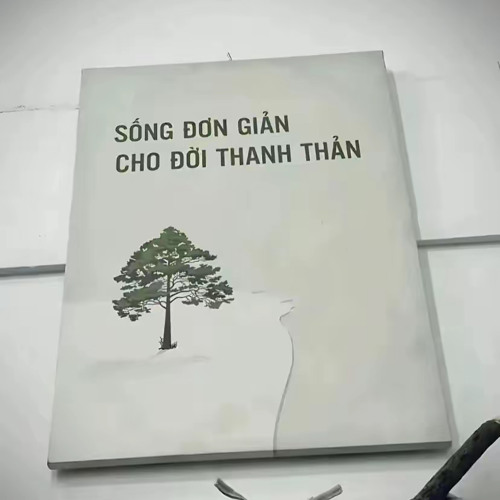 SỐNG ĐƠN GIẢN
CHO ĐỜI THANH THẢN